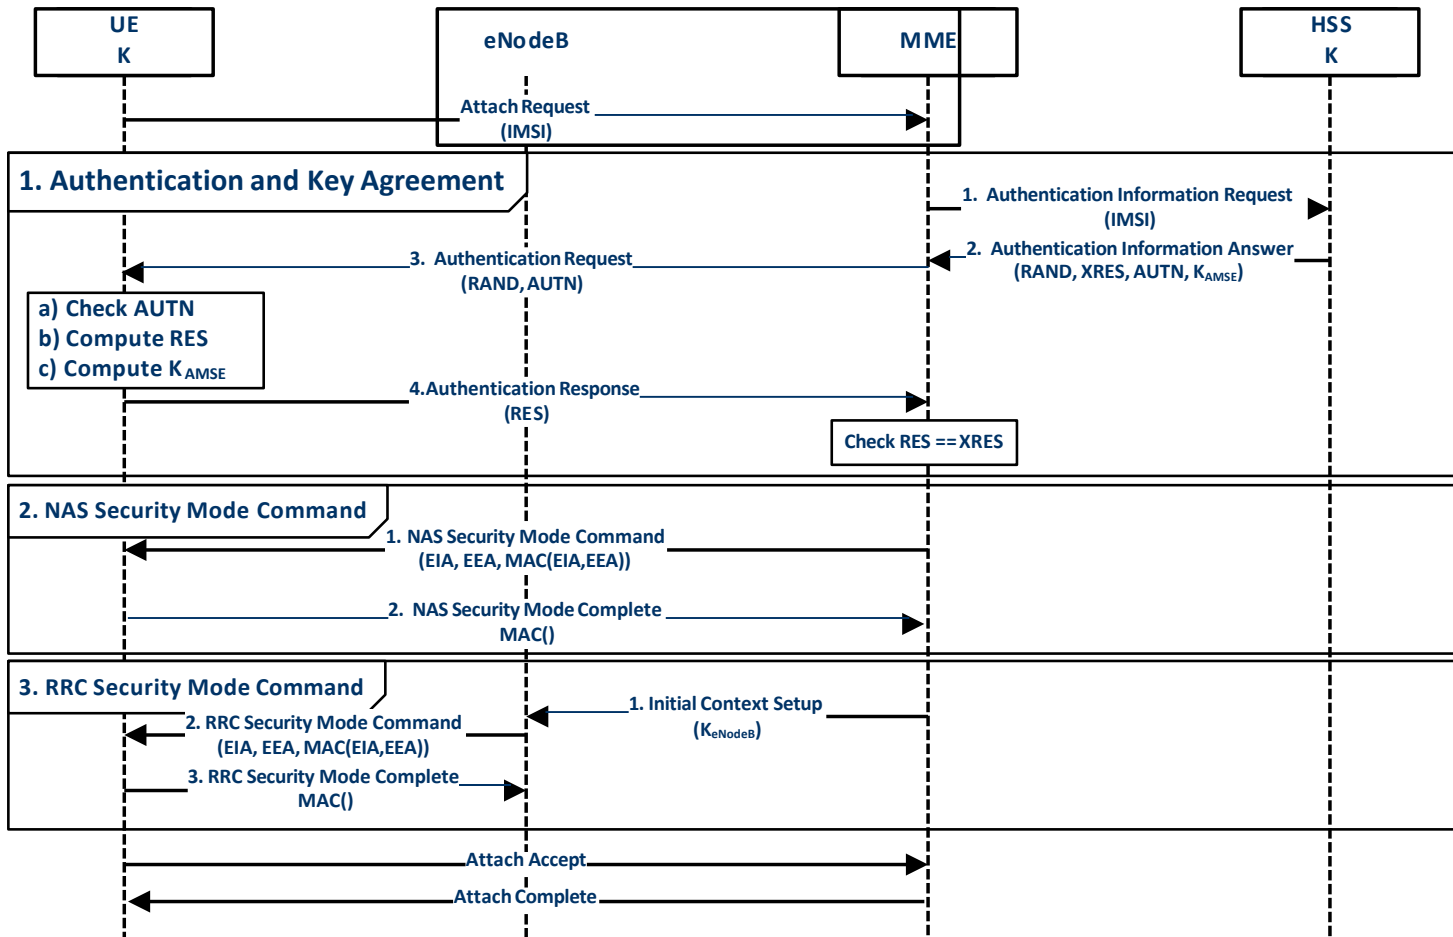 UE
K
eNodeB
MME
HSS
K
Attach Request
(IMSI)
1. Authentication and Key Agreement
1. Authentication Information Request
(IMSI)
2. Authentication Information Answer
(RAND, XRES, AUTN, KAMSE)
3. Authentication Request
(RAND, AUTN)
a) Check AUTN
b) Compute RES
c) Compute KAMSE
4.Authentication Response
(RES)
Check RES == XRES
2. NAS Security Mode Command
1. NAS Security Mode Command
(EIA, EEA, MAC(EIA,EEA))
2. NAS Security Mode Complete
MAC()
3. RRC Security Mode Command
1. Initial Context Setup
(KeNodeB)
2. RRC Security Mode Command
(EIA, EEA, MAC(EIA,EEA))
3. RRC Security Mode Complete
MAC()
Attach Accept
Attach Complete